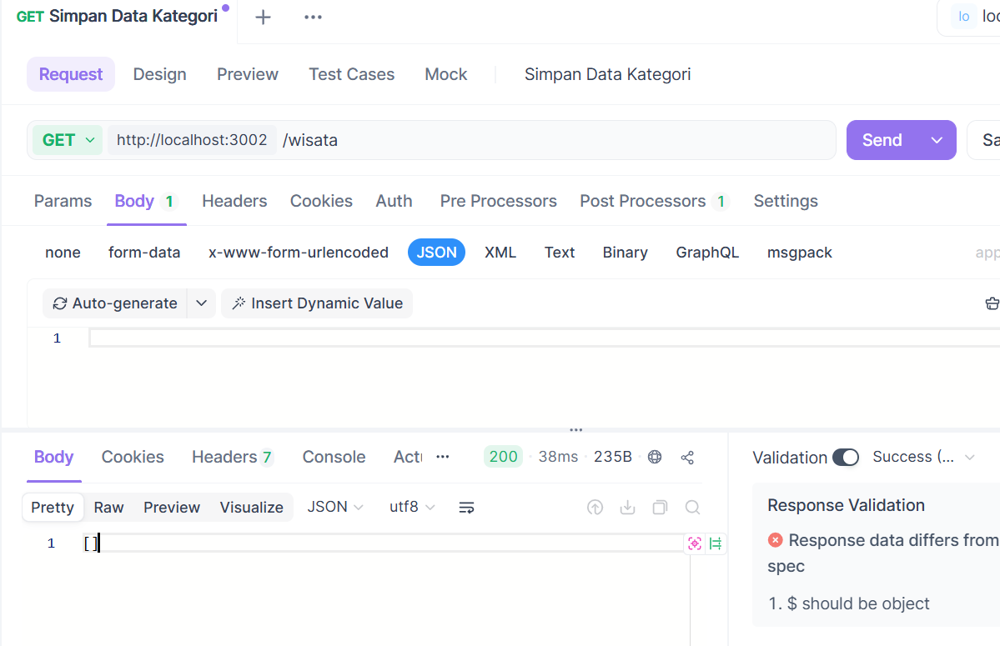 GET Simpan Data Kategori
lo loc
Request Design Preview Test Cases Mock Simpan Data Kategori
GET http://localhost:3002 /wisata Send Sa
Params Body 1 Headers Cookies Auth Pre Processors Post Processors 1 Settings
none form-data x-www-form-urlencoded JSON XML Text Binary GraphQL msgpack app
Auto-generate Insert Dynamic Value
1
Body Cookies Headers 7 Console Actu ... 200 · 38ms · 235B
Validation Success (...
Pretty Raw Preview Visualize JSON utf8
1 []
Response Validation
Response data differs from
spec
1. $ should be object